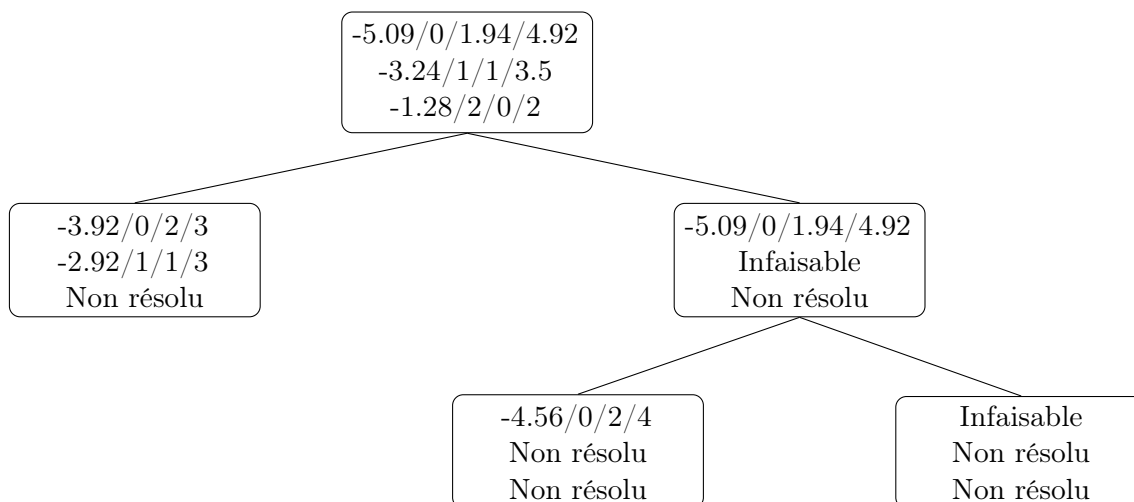 -5.09/0/1.94/4.92
-3.24/1/1/3.5
-1.28/2/0/2
-3.92/0/2/3
-2.92/1/1/3
Non résolu
-5.09/0/1.94/4.92
Infaisable
Non résolu
-4.56/0/2/4
Non résolu
Non résolu
Infaisable
Non résolu
Non résolu